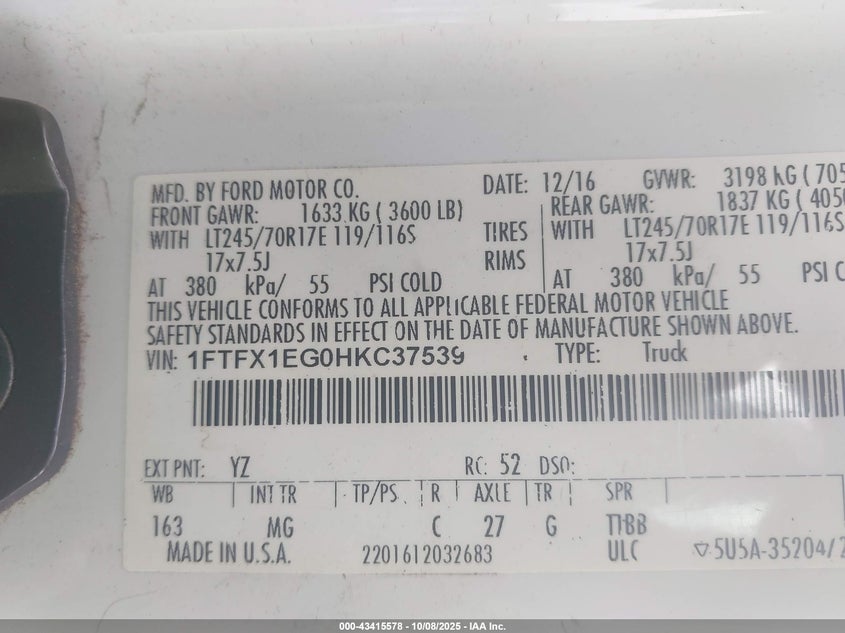 MFD. BY FORD MOTOR CO. DATE: 12/16 GVWR: 3198 KG ( 705
FRONT GAWR: 1633 KG ( 3600 LB) REAR GAWR: 1837 KG ( 4050
WITH LT245/70R17E 119/116S TIRES WITH LT245/70R17E 119/116S
17x7.5J RIMS 17x7.5J
AT 380 kPa/ 55 PSI COLD AT 380 kPa/ 55 PSI C
THIS VEHICLE CONFORMS TO ALL APPLICABLE FEDERAL MOTOR VEHICLE
SAFETY STANDARDS IN EFFECT ON THE DATE OF MANUFACTURE SHOWN ABOVE.
VIN: 1FTFX1EG0HKC37539 TYPE: Truck
EXT PNT: YZ RC: 52 DSO:
WB INT TR TP/PS R AXLE TR SPR
163 MG C 27 G TTBB
MADE IN U.S.A. 2201612032683 ULC 5U5A-35204/2
000-43415578 - 10/08/2025 - IAA Inc.